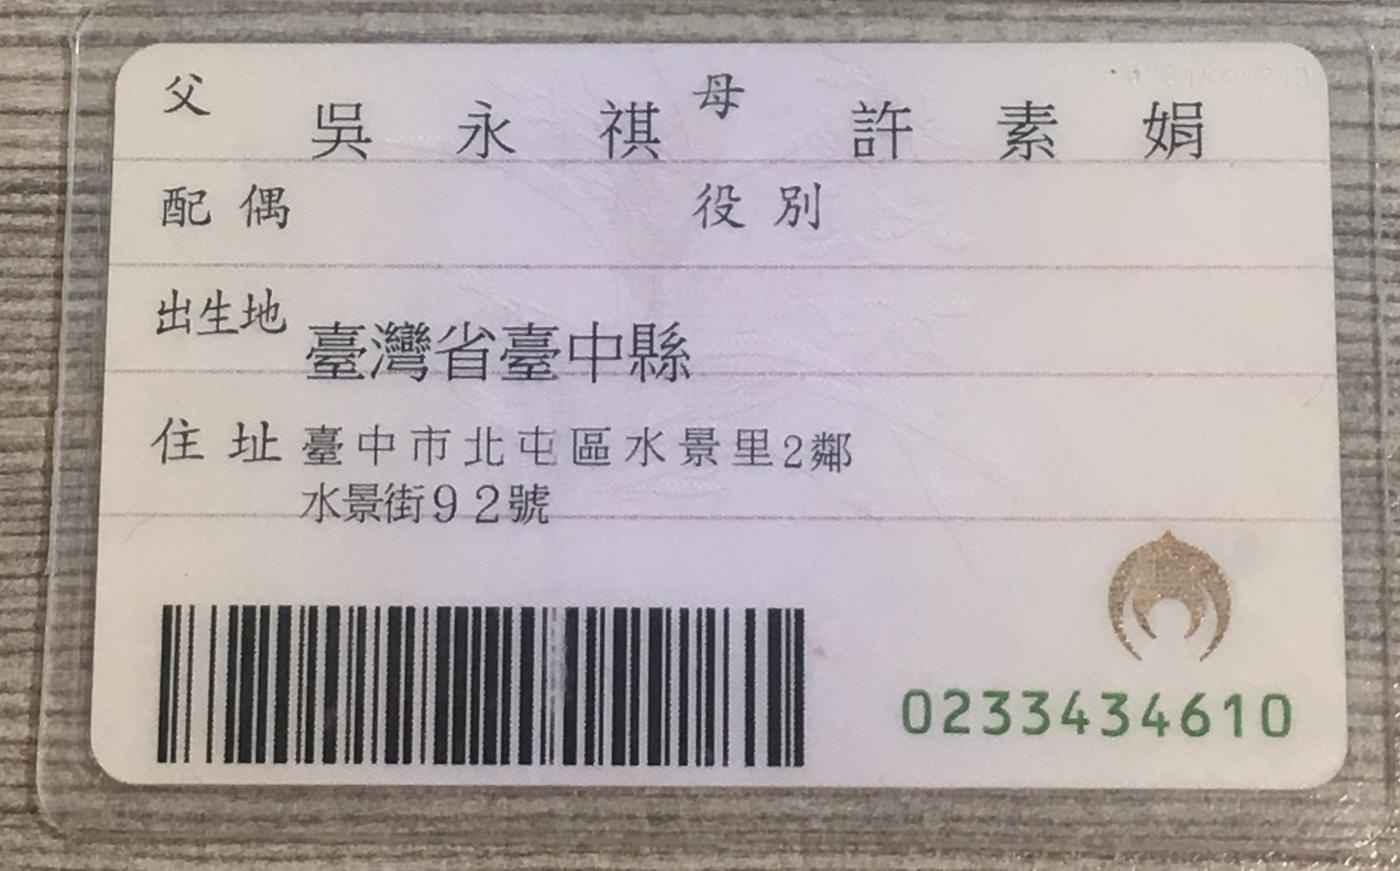 父 吳永祺 母 許素娟
配偶 役別
出生地 臺灣省臺中縣
住址 臺中市北屯區水景里2鄰
水景街92號
0233434610